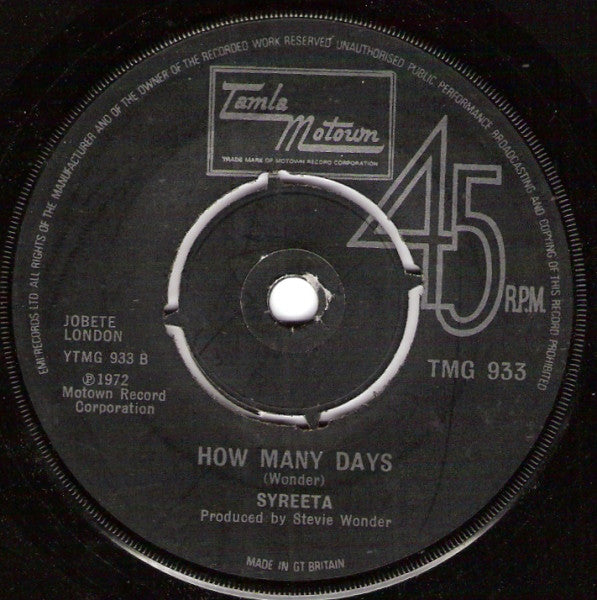 EMI RECORDS LTD ALL RIGHTS OF THE MANUFACTURER AND OF THE OWNER OF THE RECORDED WORK RESERVED UNAUTHORISED PUBLIC PERFORMANCE BROADCASTING AND COPYING OF THIS RECORD PROHIBITED
Tamla
Motown
TRADE MARK OF MOTOWN RECORD CORPORATION
45 R.P.M.
JOBETE
LONDON
YTMG 933 B
℗1972
Motown Record
Corporation
TMG 933
HOW MANY DAYS
(Wonder)
SYREETA
Produced by Stevie Wonder
MADE IN GT BRITAIN